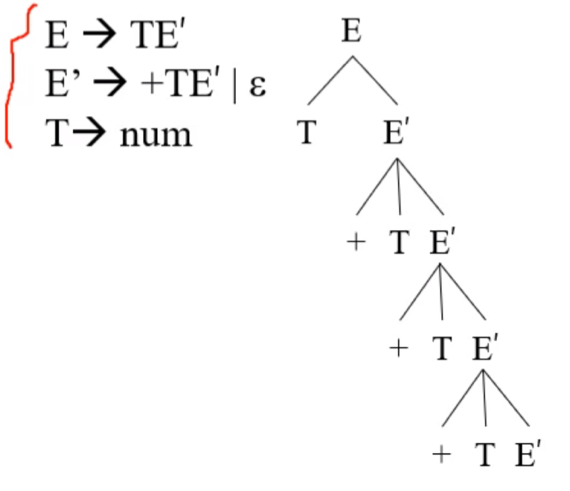 E → TE′
E’ → +TE′ | ε
T→ num
E
T E′
+ T E′
+ T E′
+ T E′